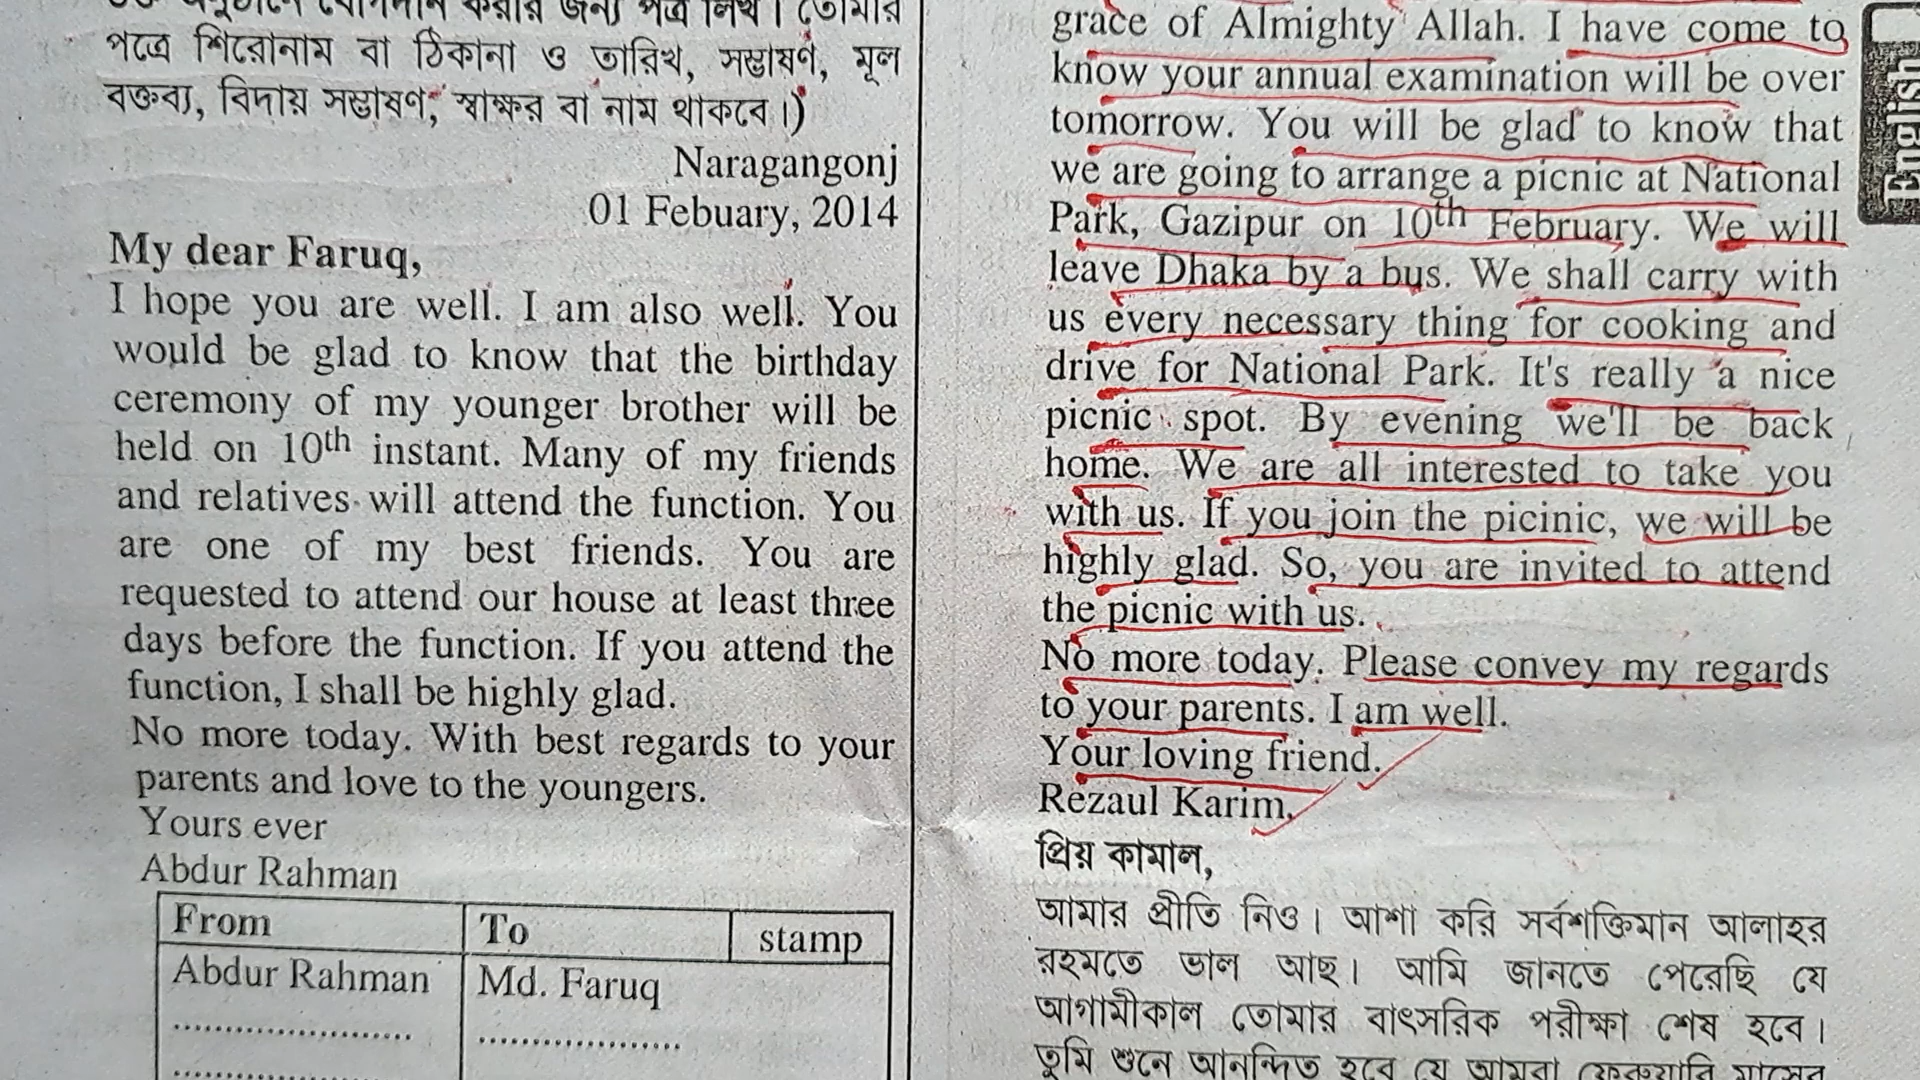 পত্রে শিরোনাম বা ঠিকানা ও তারিখ, সম্ভাষণ, মূল
বক্তব্য, বিদায় সম্ভাষণ, স্বাক্ষর বা নাম থাকবে।)
Naragangonj
01 Febuary, 2014
My dear Faruq,
I hope you are well. I am also well. You
would be glad to know that the birthday
ceremony of my younger brother will be
held on 10th instant. Many of my friends
and relatives will attend the function. You
are one of my best friends. You are
requested to attend our house at least three
days before the function. If you attend the
function, I shall be highly glad.
No more today. With best regards to your
parents and love to the youngers.
Yours ever
Abdur Rahman
From To stamp
Abdur Rahman Md. Faruq
grace of Almighty Allah. I have come to
know your annual examination will be over
tomorrow. You will be glad to know that
we are going to arrange a picnic at National
Park, Gazipur on 10th February. We will
leave Dhaka by a bus. We shall carry with
us every necessary thing for cooking and
drive for National Park. It's really a nice
picnic spot. By evening we'll be back
home. We are all interested to take you
with us. If you join the picinic, we will be
highly glad. So, you are invited to attend
the picnic with us.
No more today. Please convey my regards
to your parents. I am well.
Your loving friend.
Rezaul Karim,
প্রিয় কামাল,
আমার প্রীতি নিও। আশা করি সর্বশক্তিমান আলাহর
রহমতে ভাল আছ। আমি জানতে পেরেছি যে
আগামীকাল তোমার বাৎসরিক পরীক্ষা শেষ হবে।
তুমি শুনে আনন্দিত হবে যে আমরা ফেব্রুয়ারি মাসের
English